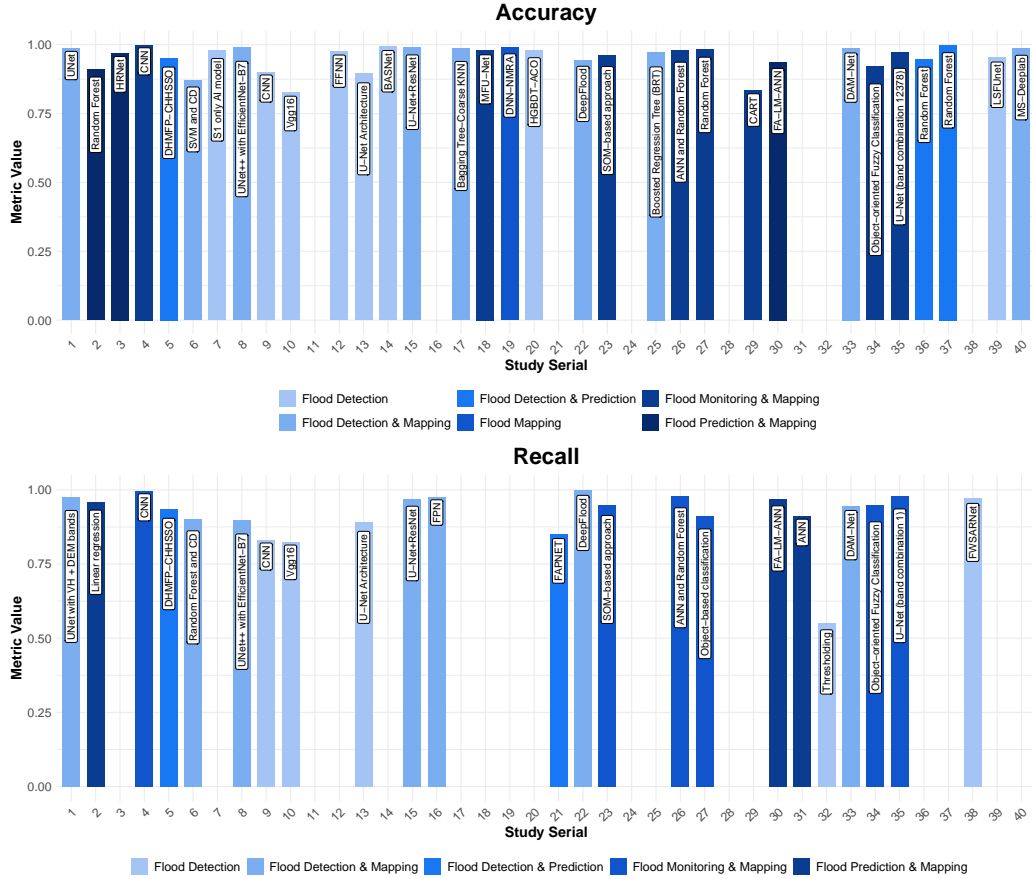 Accuracy
Metric Value
1.00
0.75
0.50
0.25
0.00
UNet
Random Forest
HRNet
CNN
DHMFP−CHHSSO
SVM and CD
S1 only AI model
UNet++ with EfficientNet−B7
CNN
Vgg16
FFNN
U−Net Architecture
BASNet
U−Net+ResNet
Bagging Tree−Coarse KNN
MFU−Net
DNN−NMRA
HGBDT−ACO
DeepFlood
SOM−based approach
Boosted Regression Tree (BRT)
ANN and Random Forest
Random Forest
CART
FA−LM−ANN
DAM−Net
Object−oriented Fuzzy Classification
U−Net (band combination 12378)
Random Forest
Random Forest
LSFUnet
MS−Deeplab
1 2 3 4 5 6 7 8 9 10 11 12 13 14 15 16 17 18 19 20 21 22 23 24 25 26 27 28 29 30 31 32 33 34 35 36 37 38 39 40
Study Serial
Flood Detection
Flood Detection & Prediction
Flood Monitoring & Mapping
Flood Detection & Mapping
Flood Mapping
Flood Prediction & Mapping
Recall
Metric Value
1.00
0.75
0.50
0.25
0.00
UNet with VH + DEM bands
Linear regression
CNN
DHMFP−CHHSSO
Random Forest and CD
UNet++ with EfficientNet−B7
CNN
Vgg16
U−Net Architecture
U−Net+ResNet
FPN
FAPNET
DeepFlood
SOM−based approach
ANN and Random Forest
Object−based classification
FA−LM−ANN
ANN
Thresholding
DAM−Net
Object−oriented Fuzzy Classification
U−Net (band combination 1)
FWSARNet
1 2 3 4 5 6 7 8 9 10 11 12 13 14 15 16 17 18 19 20 21 22 23 24 25 26 27 28 29 30 31 32 33 34 35 36 37 38 39 40
Study Serial
Flood Detection
Flood Detection & Mapping
Flood Detection & Prediction
Flood Monitoring & Mapping
Flood Prediction & Mapping